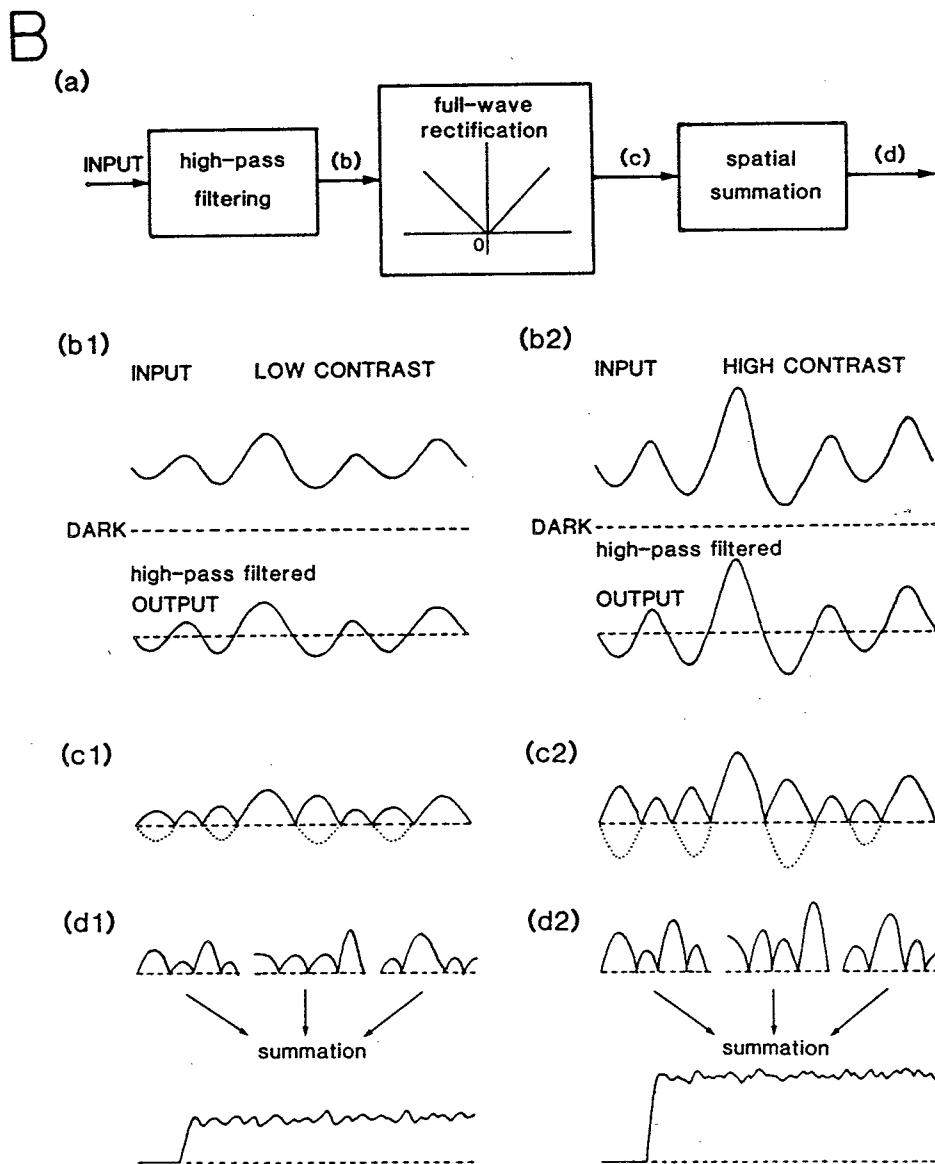 B
(a)
INPUT
high-pass
filtering
(b)
full-wave
rectification
0
(c)
spatial
summation
(d)
(b1)
INPUT LOW CONTRAST
DARK
high-pass filtered
OUTPUT
(b2)
INPUT HIGH CONTRAST
DARK
high-pass filtered
OUTPUT
(c1)
(c2)
(d1)
summation
(d2)
summation